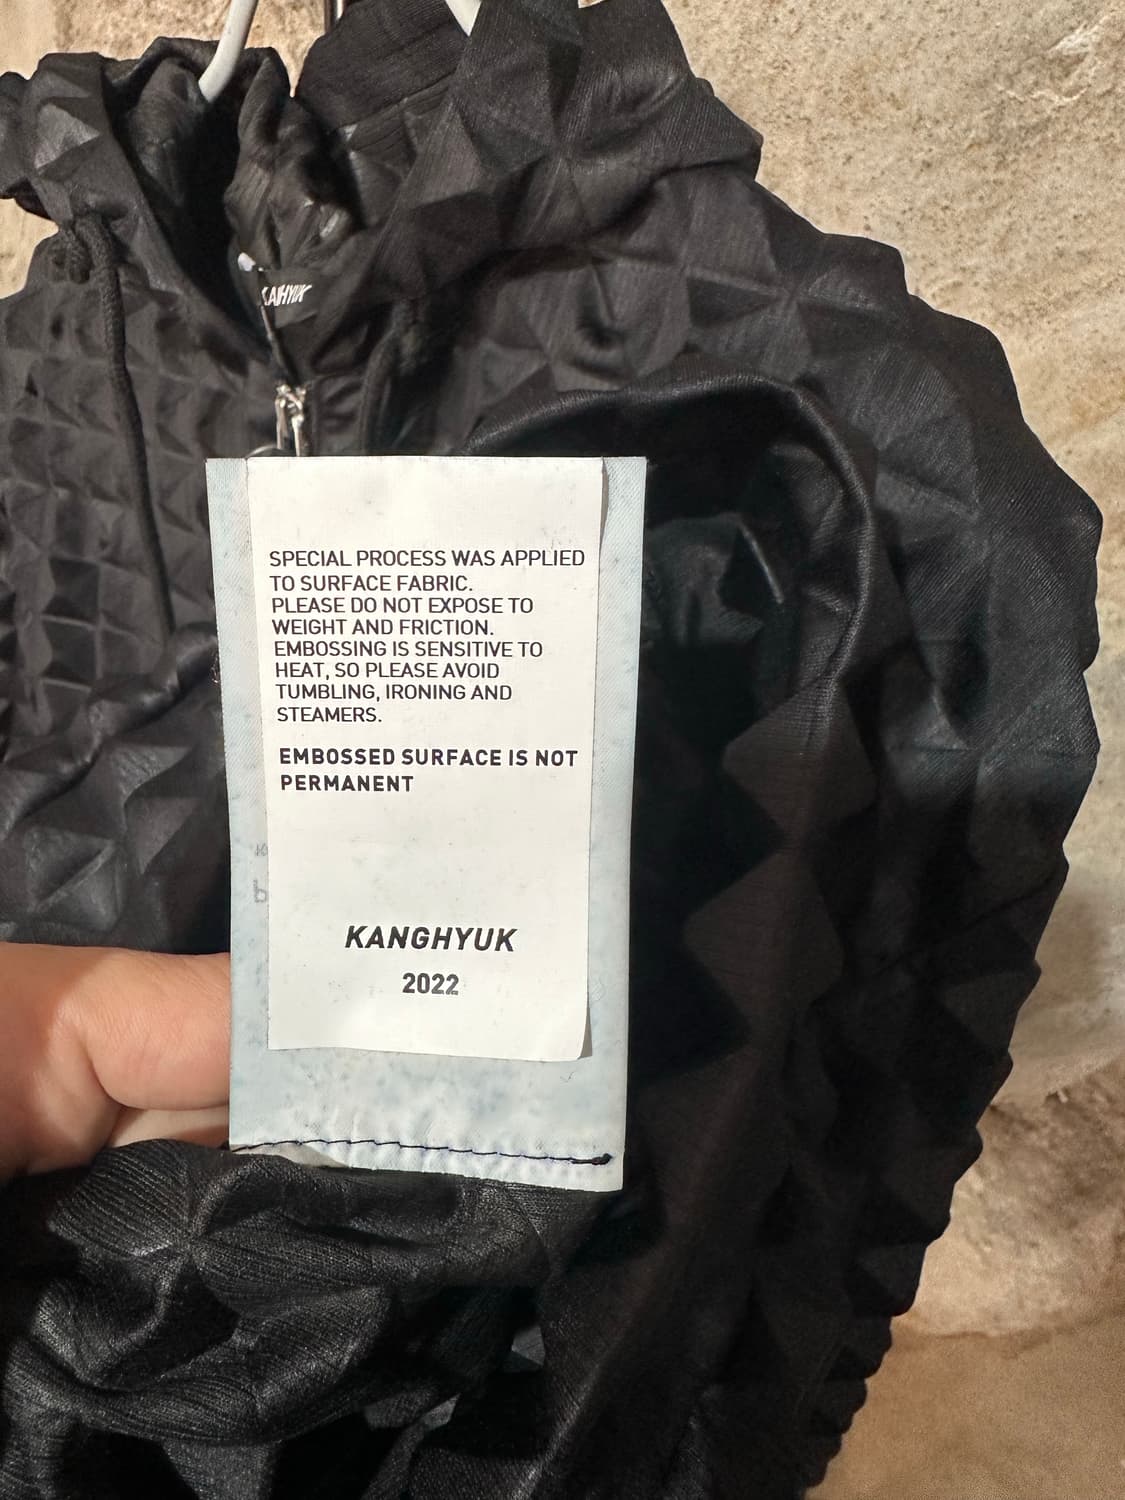 SPECIAL PROCESS WAS APPLIED
TO SURFACE FABRIC.
PLEASE DO NOT EXPOSE TO
WEIGHT AND FRICTION.
EMBOSSING IS SENSITIVE TO
HEAT, SO PLEASE AVOID
TUMBLING, IRONING AND
STEAMERS.
EMBOSSED SURFACE IS NOT
PERMANENT
KANGHYUK
2022